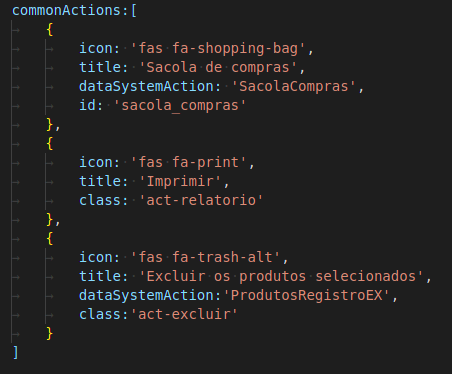 commonActions:[
{
icon: 'fas fa-shopping-bag',
title: 'Sacola de compras',
dataSystemAction: 'SacolaCompras',
id: 'sacola_compras'
},
{
icon: 'fas fa-print',
title: 'Imprimir',
class: 'act-relatorio'
},
{
icon: 'fas fa-trash-alt',
title: 'Excluir os produtos selecionados',
dataSystemAction:'ProdutosRegistroEX',
class:'act-excluir'
}
]